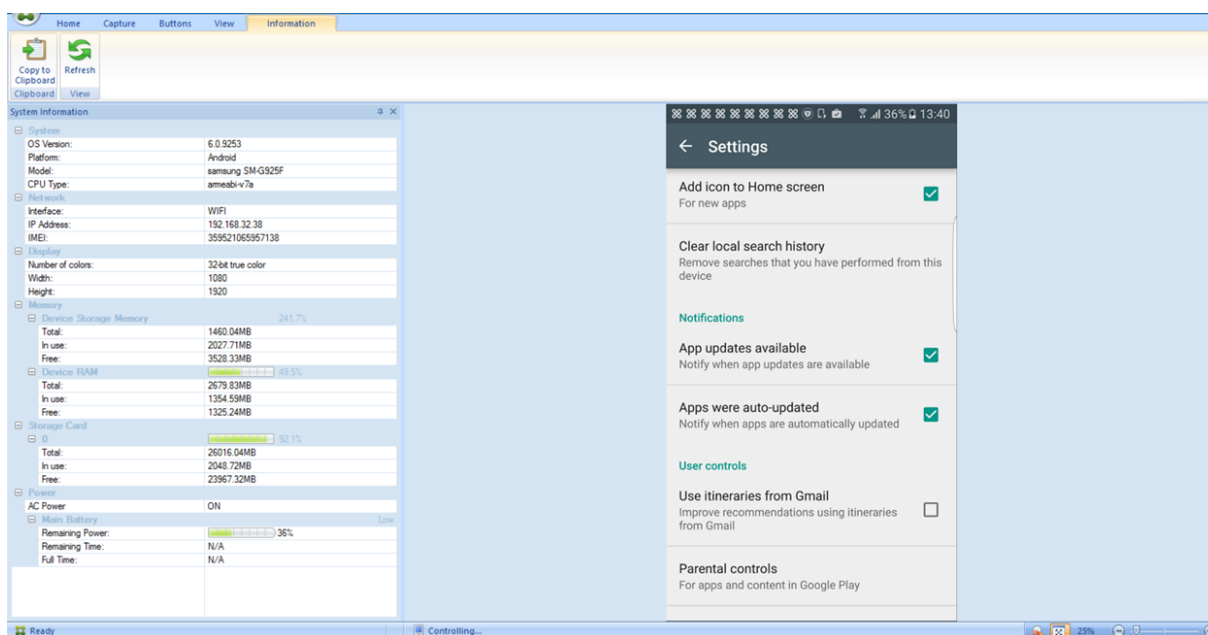 Home Capture Buttons View Information
Copy to
Clipboard
Refresh
Clipboard View
System Information
System
OS Version: 6.0.9253
Platform: Android
Model: samsung SM-G925F
CPU Type: armeabi-v7a
Network
Interface: WIFI
IP Address: 192.168.32.38
IMEI: 359521065957138
Display
Number of colors: 32-bit true color
Width: 1080
Height: 1920
Memory
Device Storage Memory 241.7%
Total: 1460.04MB
In use: 2027.71MB
Free: 3528.33MB
Device RAM 49.5%
Total: 2679.83MB
In use: 1354.59MB
Free: 1325.24MB
Storage Card
0 92.1%
Total: 26016.04MB
In use: 2048.72MB
Free: 23967.32MB
Power
AC Power ON
Main Battery Low
Remaining Power: 36%
Remaining Time: N/A
Full Time: N/A
Ready
36% 13:40
Settings
Add icon to Home screen
For new apps
Clear local search history
Remove searches that you have performed from this
device
Notifications
App updates available
Notify when app updates are available
Apps were auto-updated
Notify when apps are automatically updated
User controls
Use itineraries from Gmail
Improve recommendations using itineraries
from Gmail
Parental controls
For apps and content in Google Play
Controlling...
25%